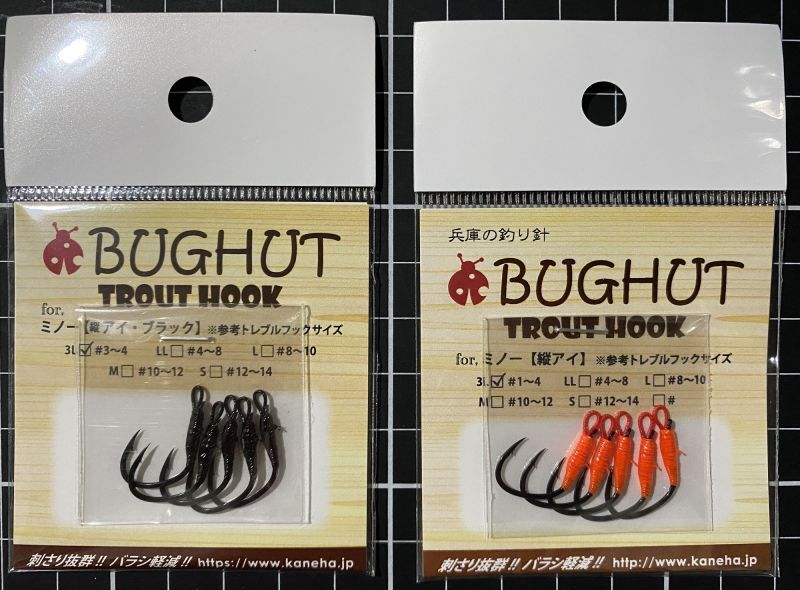 BUGHUT
TROUT HOOK
for,
ミノー【縦アイ・ブラック】※参考トレブルフックサイズ
3L☑#3〜4 LL□#4〜8 L□#8〜10
M□#10〜12 S□#12〜14
刺さり抜群!! バラシ軽減!! https://www.kaneha.jp
兵庫の釣り針
BUGHUT
TROUT HOOK
for, ミノー【縦アイ】※参考トレブルフックサイズ
3L☑#1〜4 LL□#4〜8 L□#8〜10
M□#10〜12 S□#12〜14 □#
刺さり抜群!! バラシ軽減!! http://www.kaneha.jp